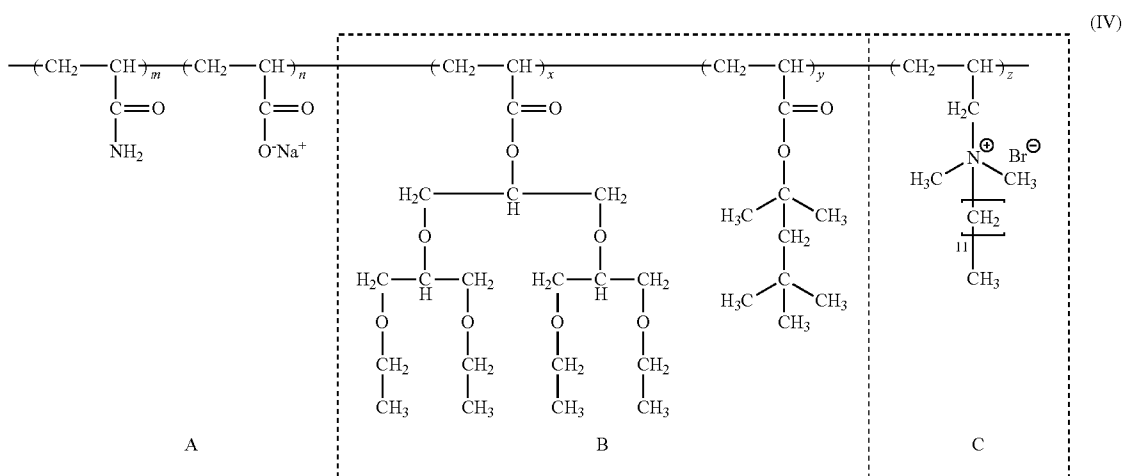 (IV)
(CH₂—CH)m (CH₂—CH)n (CH₂—CH)x (CH₂—CH)y (CH₂—CH)z
C=O C=O C=O C=O H₂C
NH₂ O⁻Na⁺ O O N⊕ Br⊖
H₃C CH₃
H₂C C H CH₂ H₃C C CH₃ [CH₂]11
O O CH₂ CH₃
H₂C C H CH₂ H₂C C H CH₂ H₃C C CH₃
O O O O CH₃
CH₂ CH₂ CH₂ CH₂
CH₃ CH₃ CH₃ CH₃
A B C